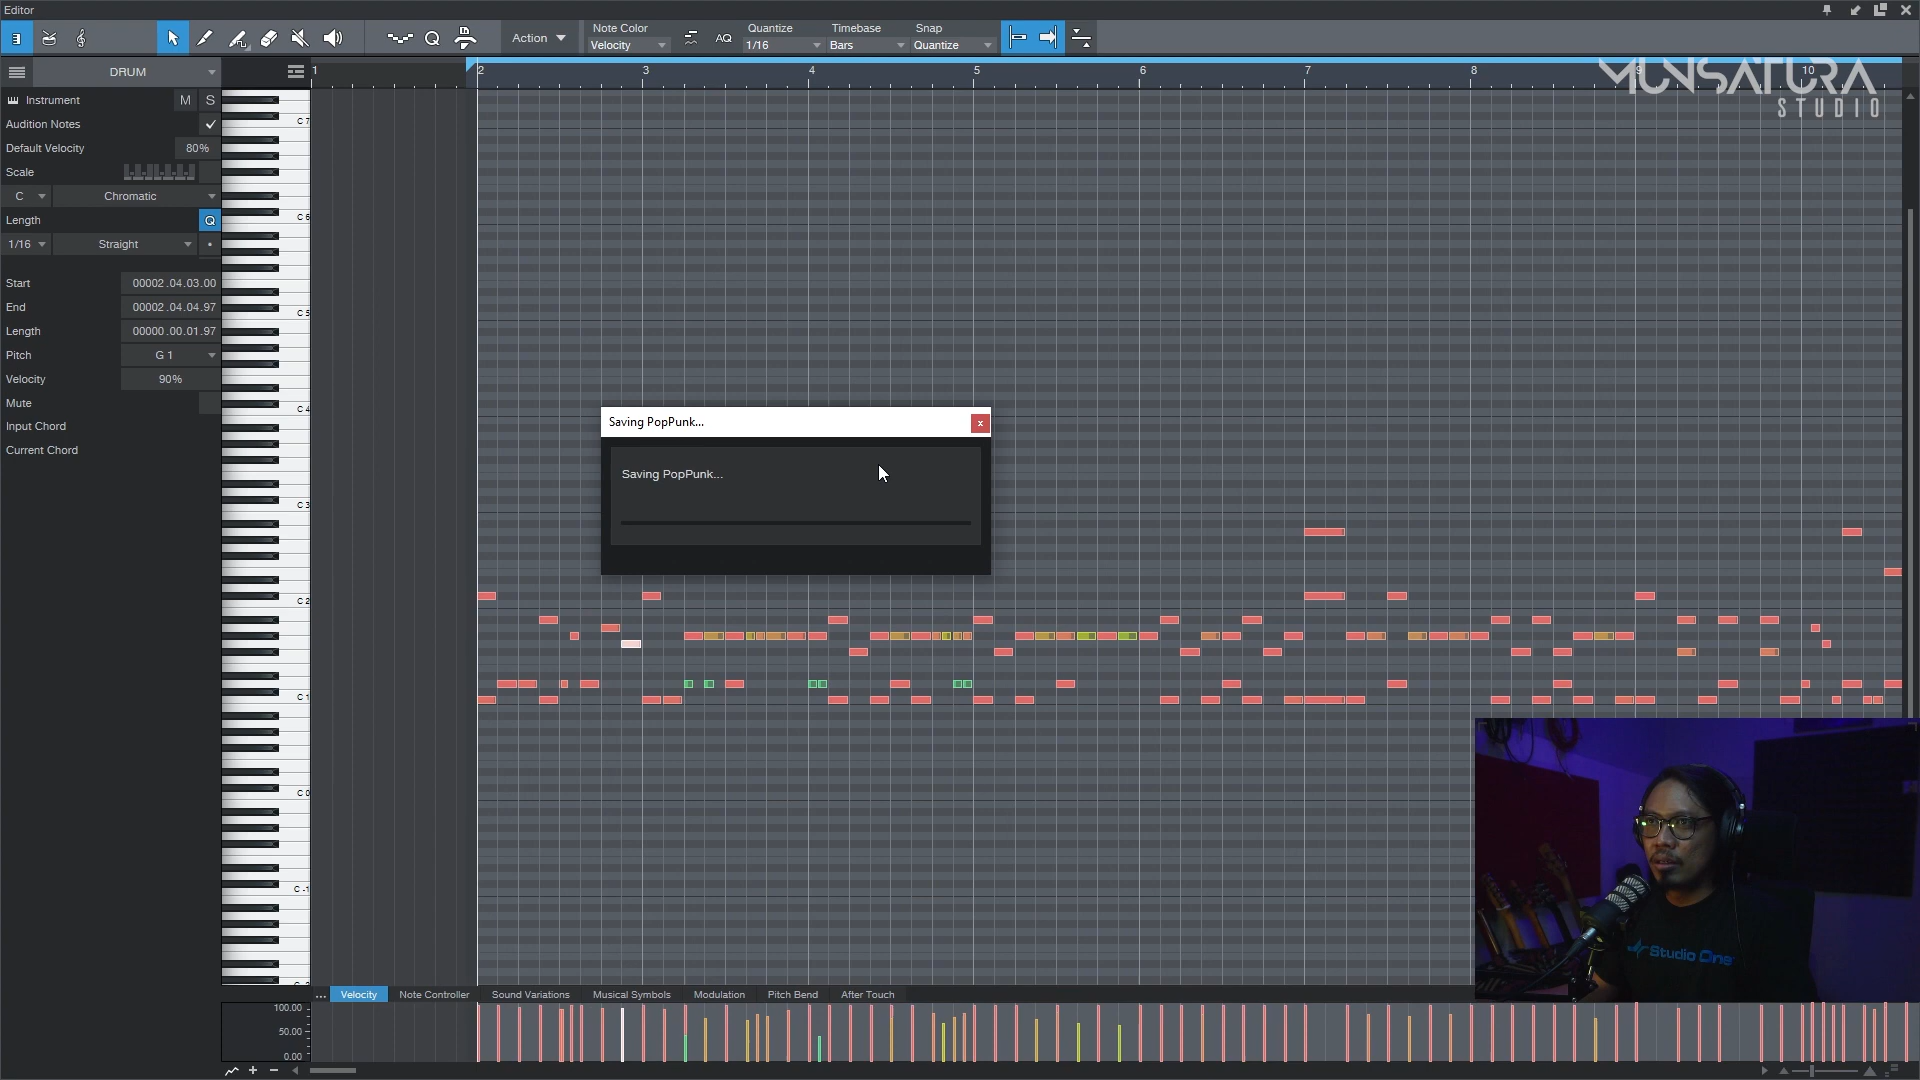 Editor
Action
Note Color
Velocity
AQ
Quantize
1/16
Timebase
Bars
Snap
Quantize
DRUM
1 2 3 4 5 6 7 8 9 10
MUNSATURA
STUDIO
Instrument M S
Audition Notes
Default Velocity 80%
Scale
C Chromatic
Length Q
1/16 Straight
Start 00002.04.03.00
End 00002.04.04.97
Length 00000.00.01.97
Pitch G 1
Velocity 90%
Mute
Input Chord
Current Chord
C 7
C 6
C 5
C 4
C 3
C 2
C 1
C 0
C -1
Saving PopPunk...
Saving PopPunk...
Studio One
... Velocity Note Controller Sound Variations Musical Symbols Modulation Pitch Bend After Touch
100.00
50.00
0.00